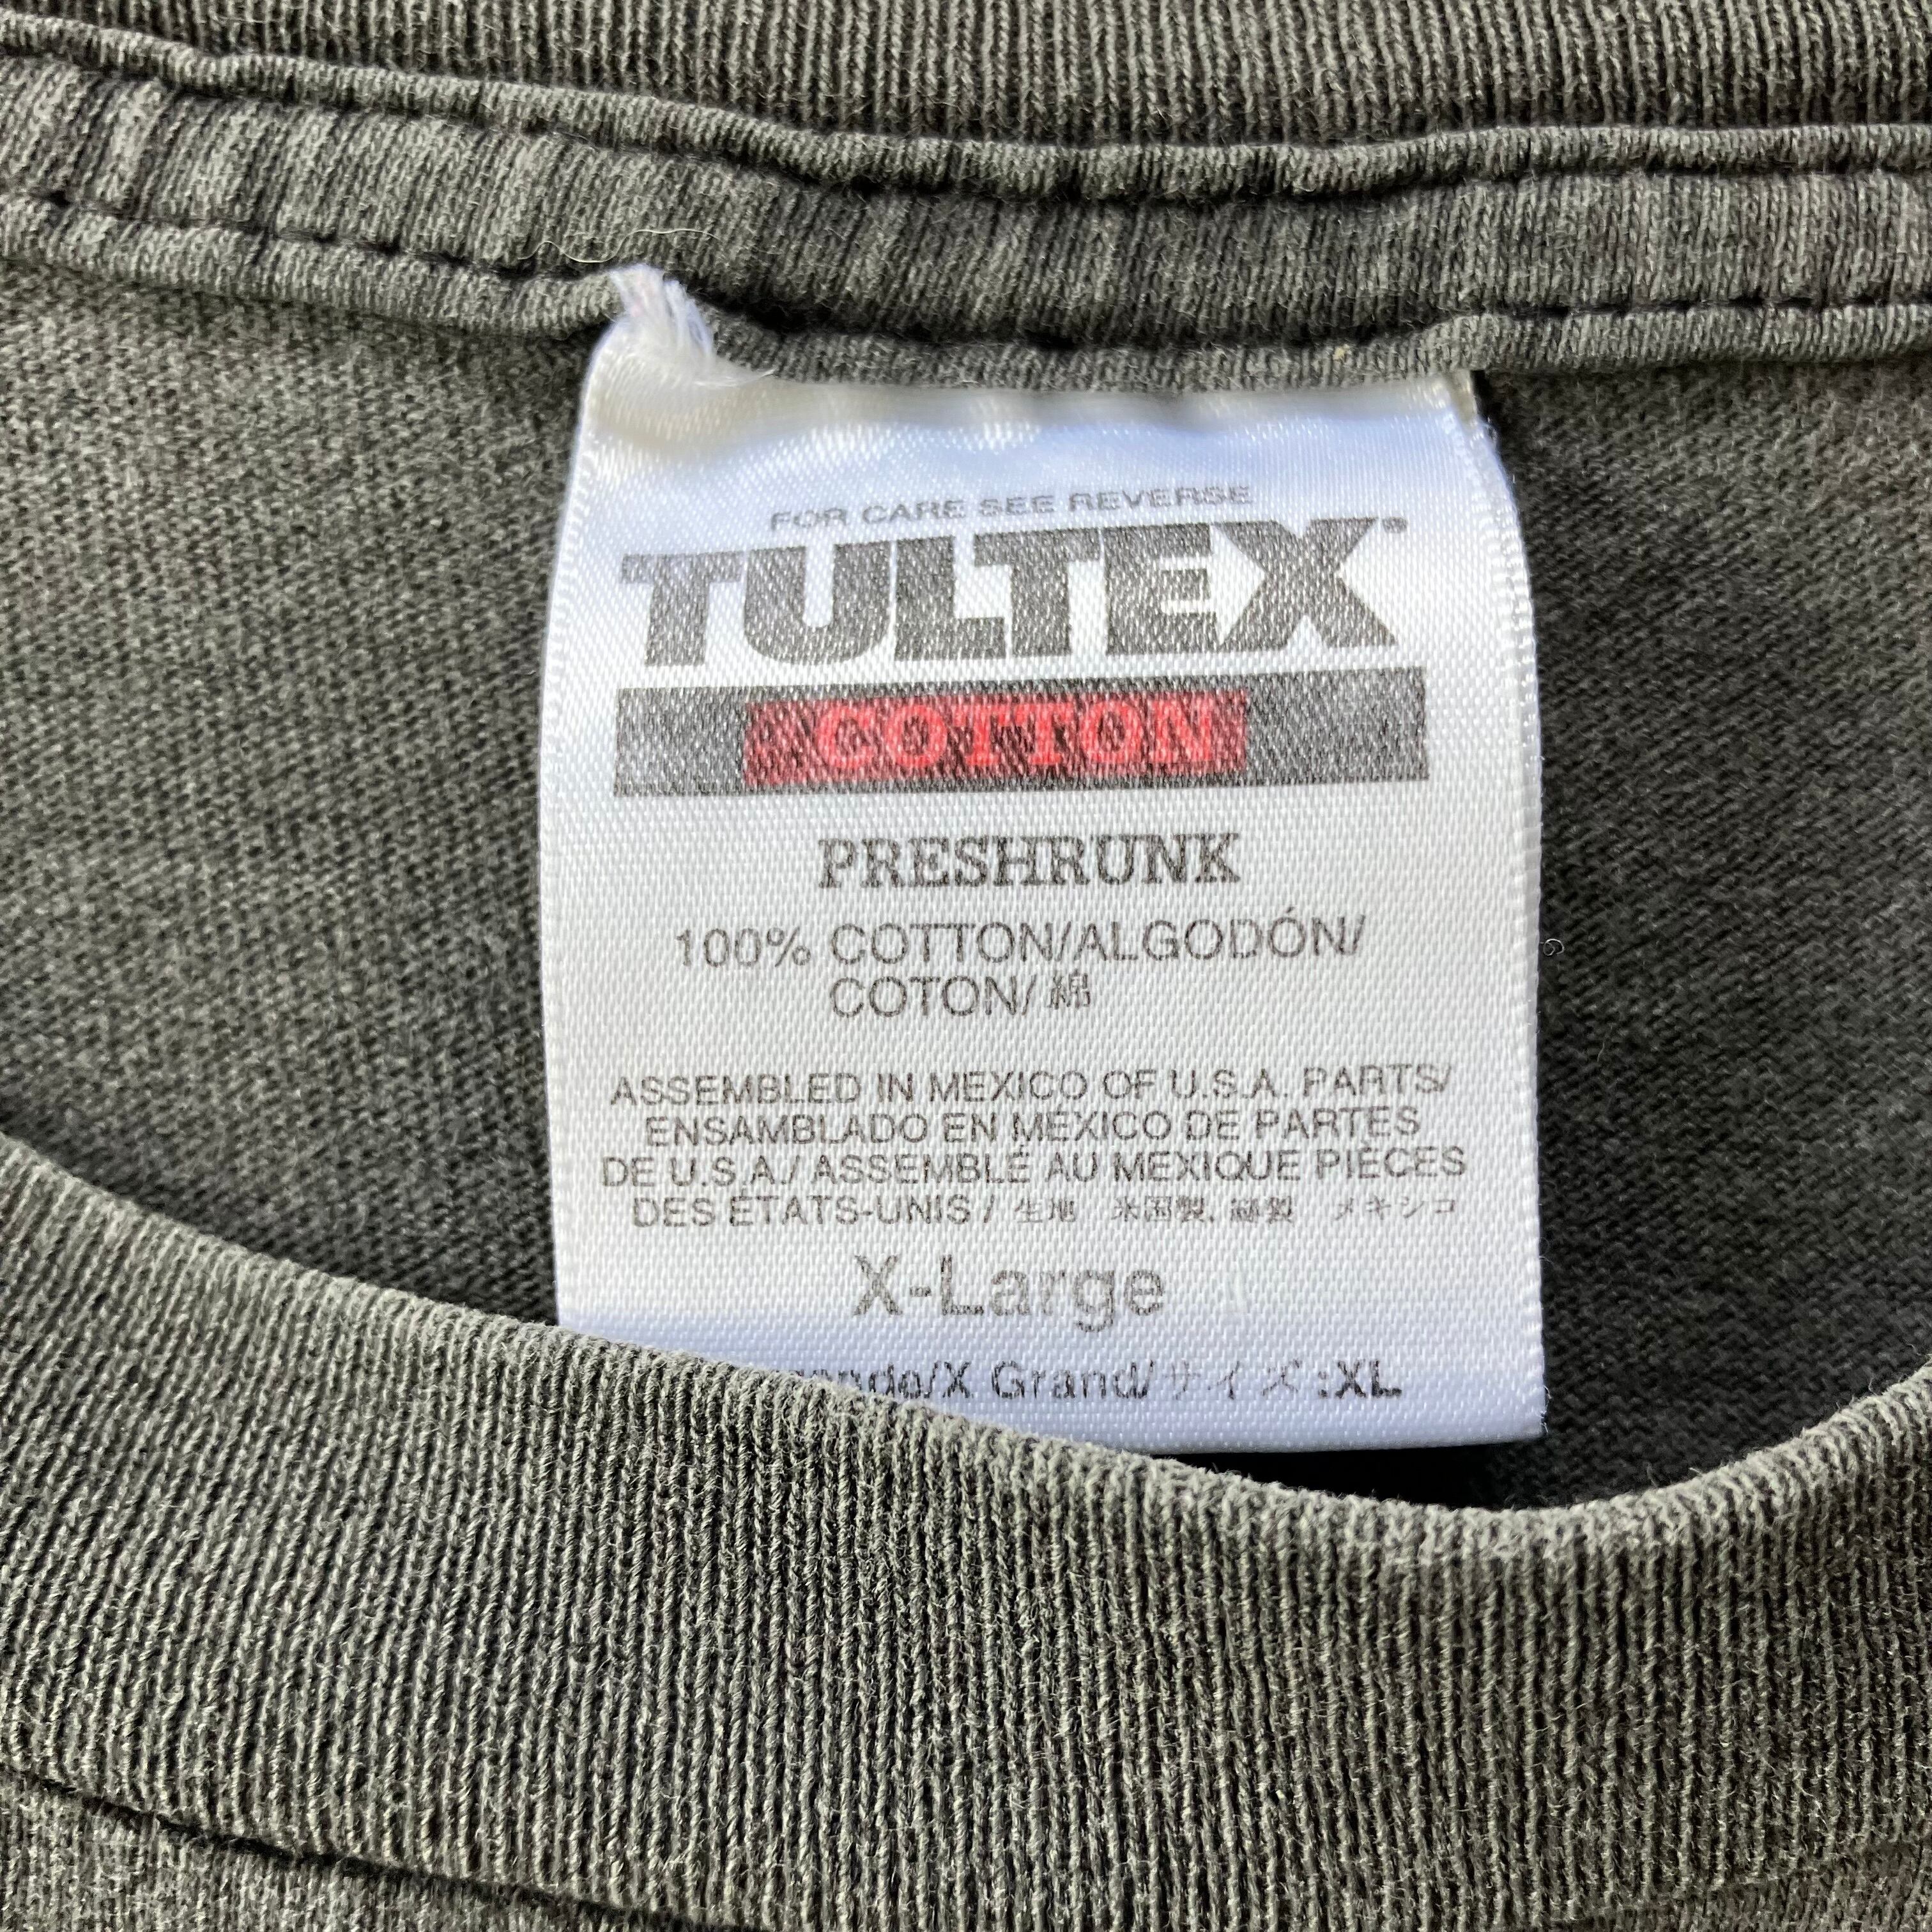 FOR CARE SEE REVERSE
TULTEX®
COTTON
PRESHRUNK
100% COTTON/ALGODÓN/
COTON/綿
ASSEMBLED IN MEXICO OF U.S.A. PARTS/
ENSAMBLADO EN MÉXICO DE PARTES
DE U.S.A./ASSEMBLÉ AU MEXIQUE PIÈCES
DES ÉTATS-UNIS/生地 米国製, 縫製 メキシコ
X-Large
/X Grand/サイズ:XL